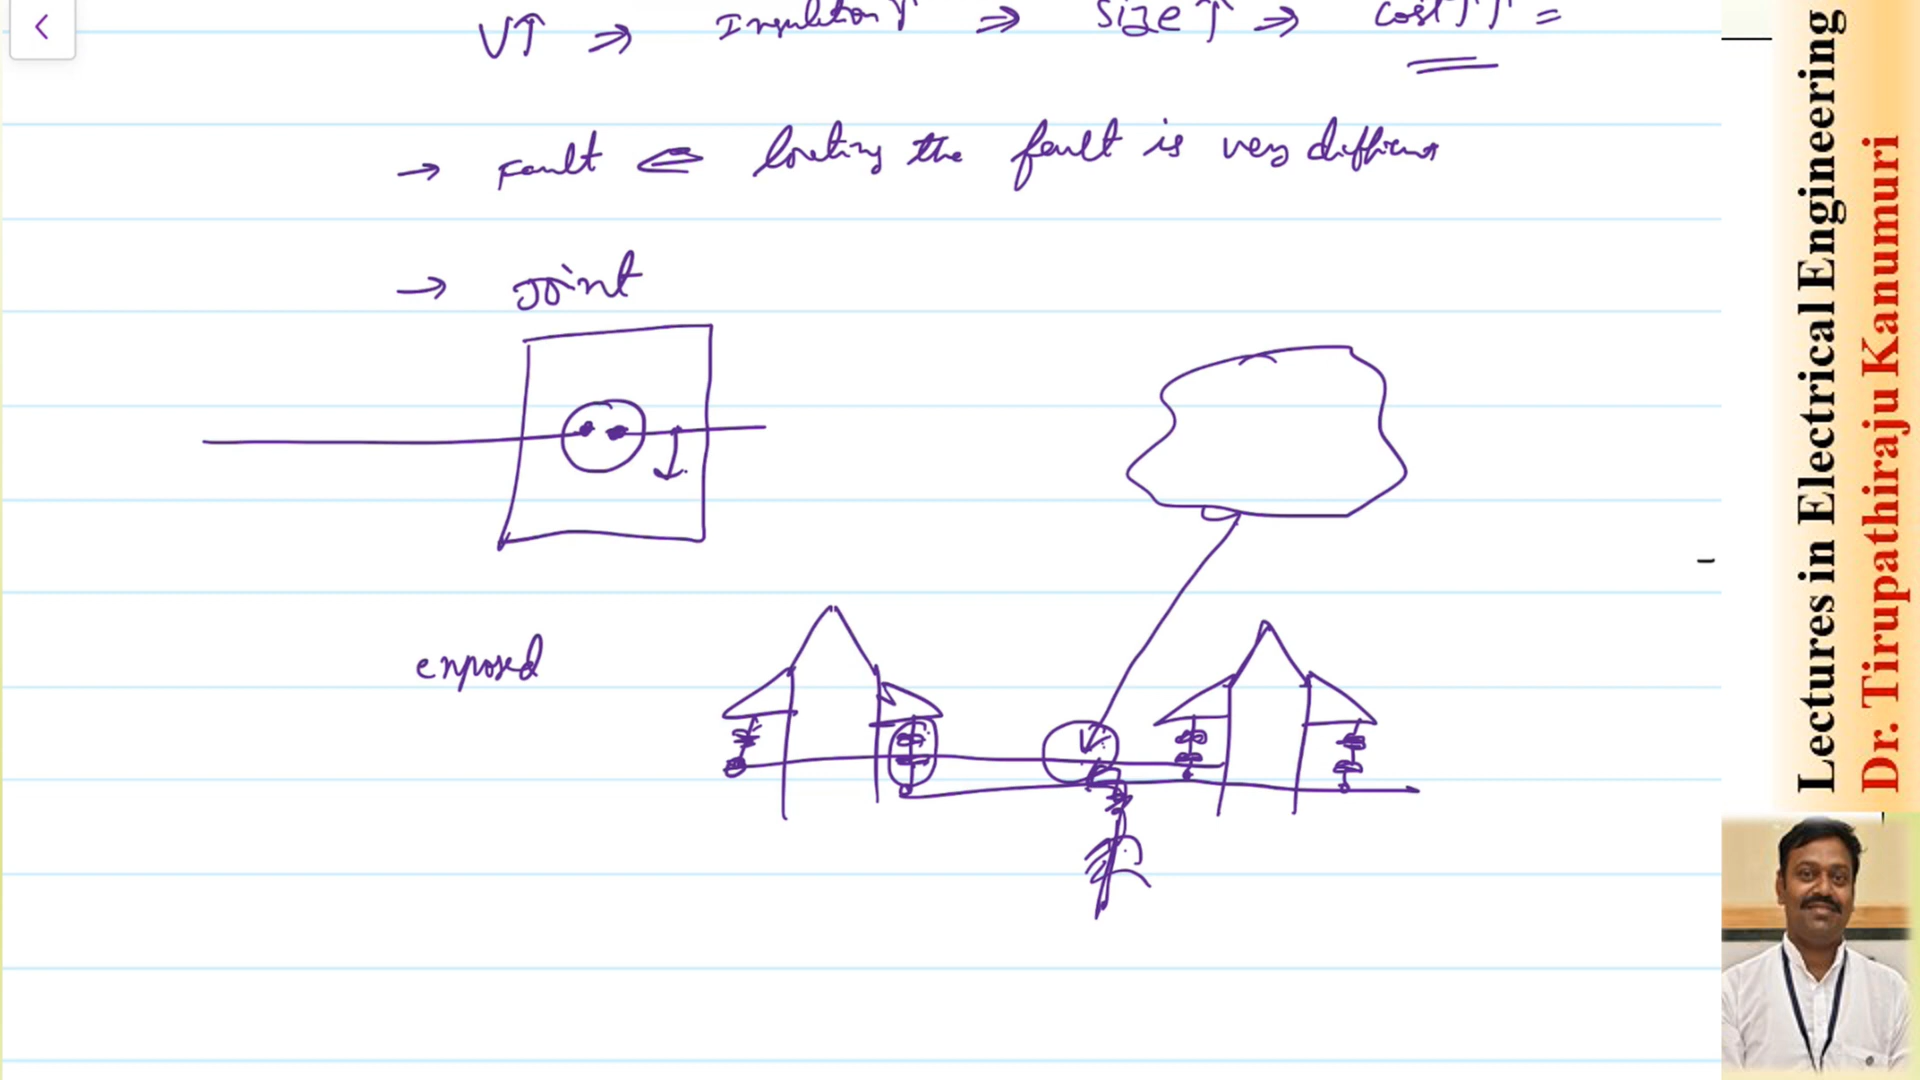 V↑ ⇒ Insulation↑ ⇒ Size↑ ⇒ Cost↑↑ =
→ Fault ⇐ locating the fault is very difficult
→ Joint
exposed
Lectures in Electrical Engineering
Dr. Tirupathiraju Kanumuri